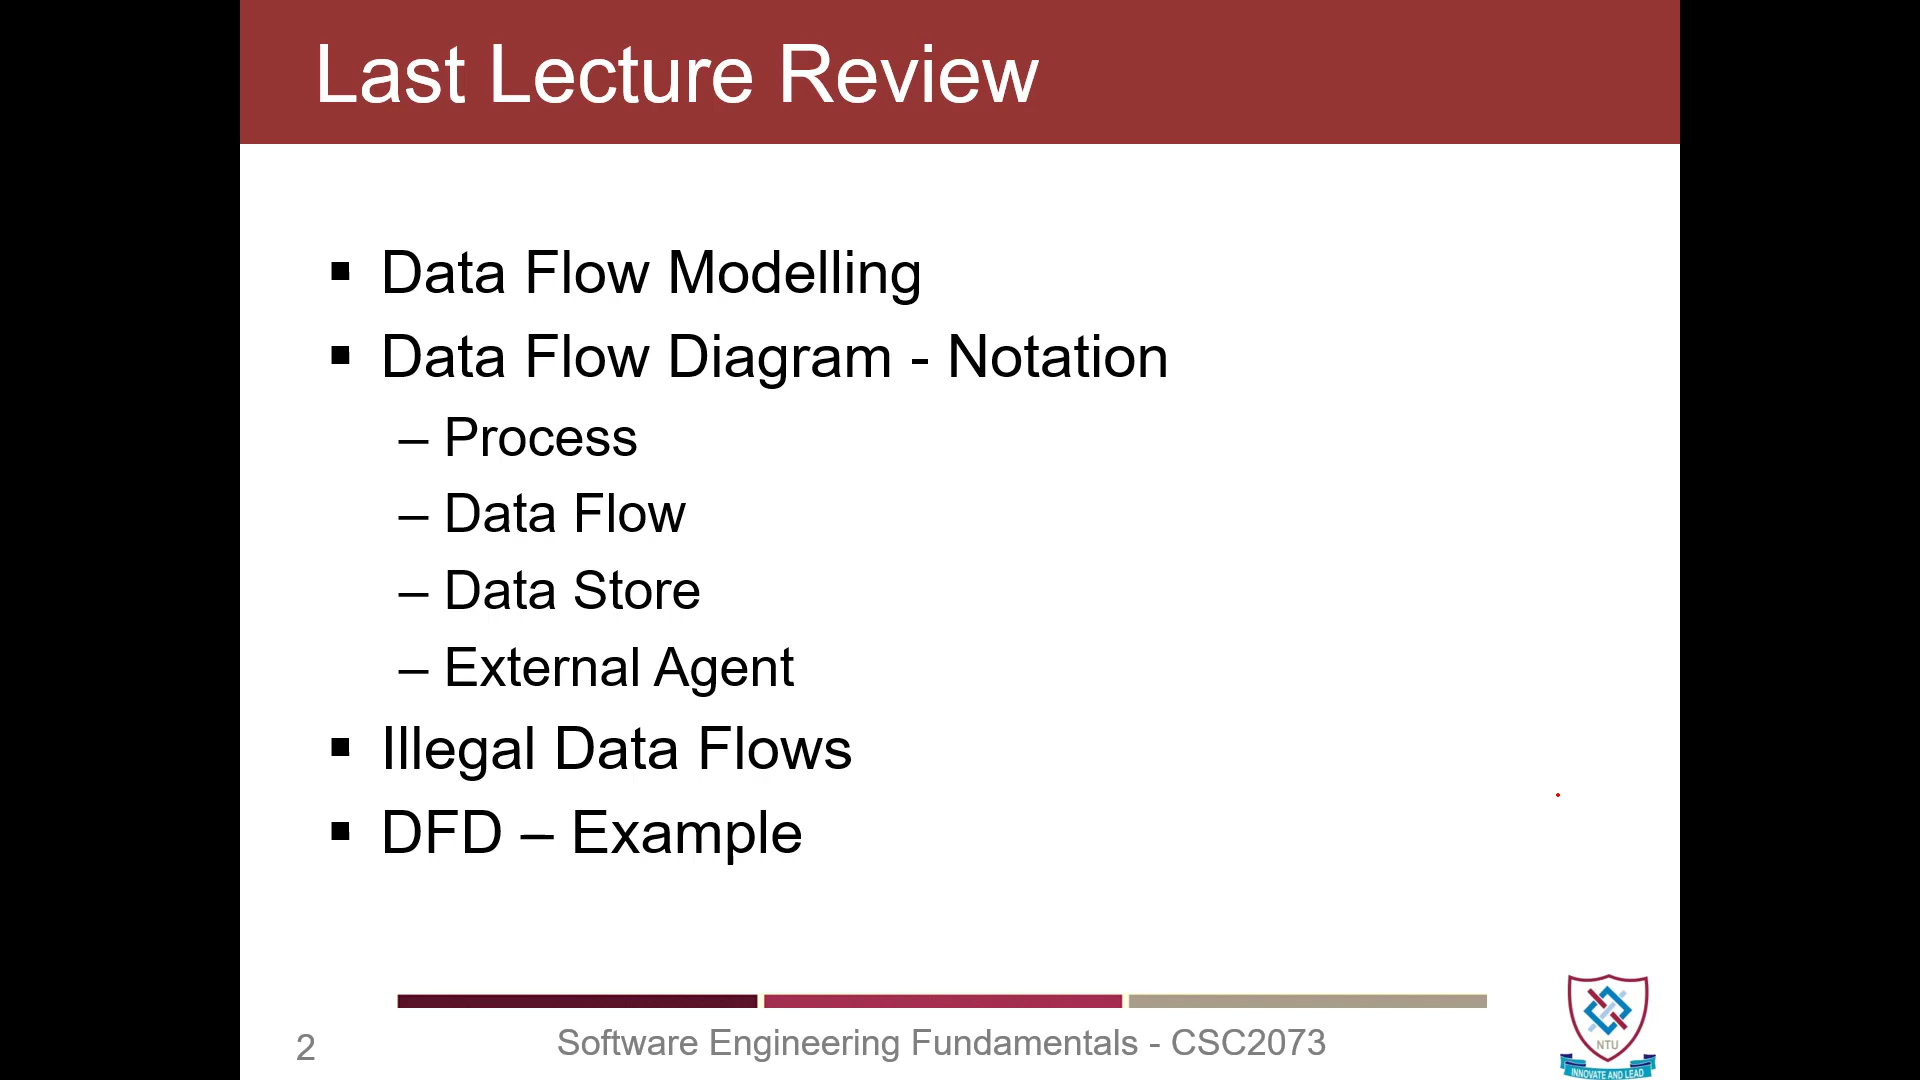 Last Lecture Review
▪ Data Flow Modelling
▪ Data Flow Diagram - Notation
– Process
– Data Flow
– Data Store
– External Agent
▪ Illegal Data Flows
▪ DFD – Example
2
Software Engineering Fundamentals - CSC2073
NTU
INNOVATE AND LEAD